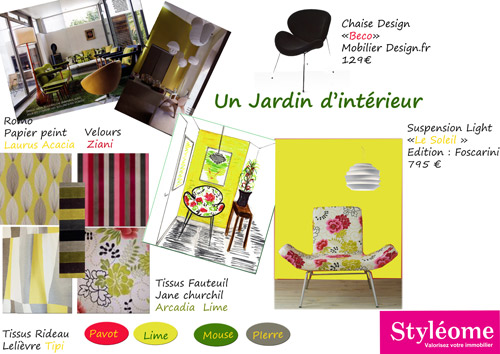 Chaise Design
«Beco»
Mobilier Design.fr
129€
Un Jardin d'intérieur
Romo
Papier peint
Laurus Acacia
Velours
Ziani
Suspension Light
«Le Soleil »
Edition : Foscarini
795 €
Tissus Fauteuil
Jane churchil
Arcadia Lime
Tissus Rideau
Lelièvre Tipi
Pavot
Lime
Mouse
PIerre
Styléome
Valorisez votre immobilier